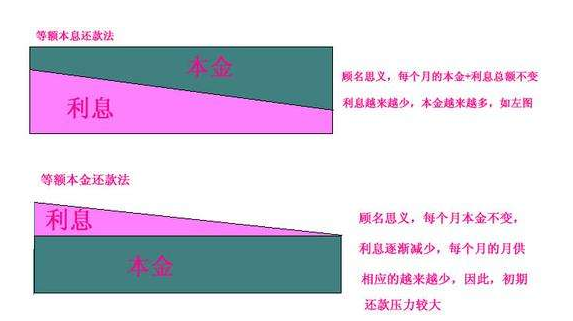 等额本息还款法
本金
利息
顾名思义，每个月的本金+利息总额不变
利息越来越少，本金越来越多，如左图
等额本金还款法
利息
本金
顾名思义，每个月本金不变，
利息逐渐减少，每个月的月供
相应的越来越少，因此，初期
还款压力较大